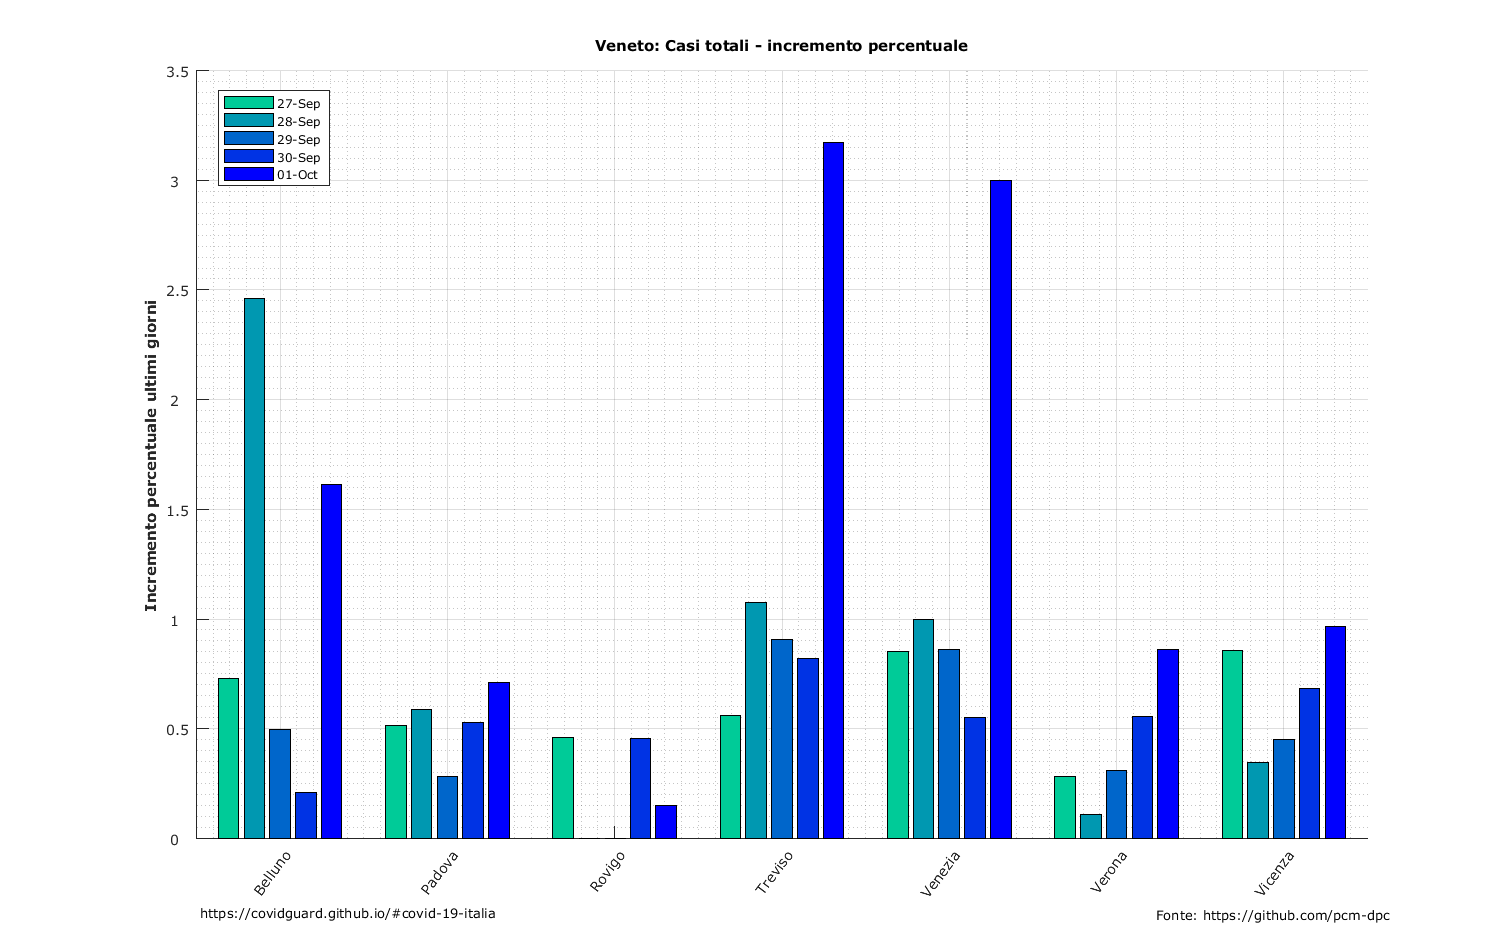 Veneto: Casi totali - incremento percentuale
3.5
3
2.5
2
1.5
1
0.5
0
27-Sep
28-Sep
29-Sep
30-Sep
01-Oct
Incremento percentuale ultimi giorni
Belluno
Padova
Rovigo
Treviso
Venezia
Verona
Vicenza
https://covidguard.github.io/#covid-19-italia
Fonte: https://github.com/pcm-dpc